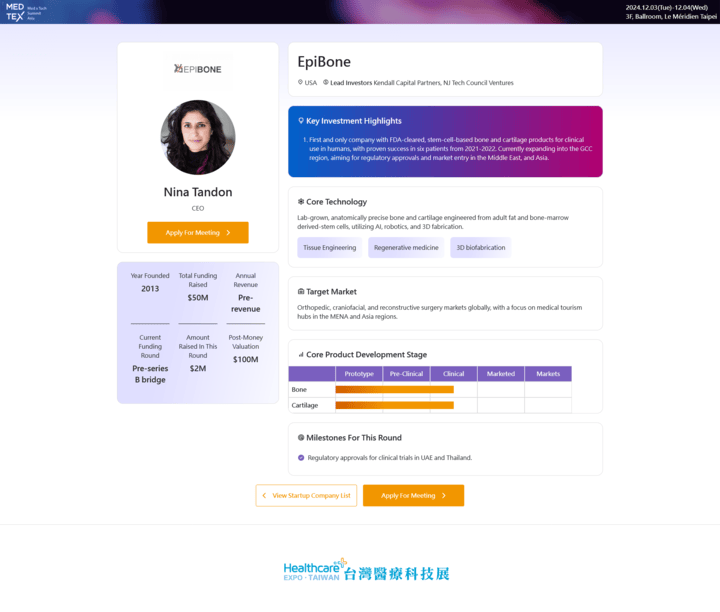 MED
TEX
Med x Tech
Summit
Asia
2024.12.03(Tue)-12.04(Wed)
3F, Ballroom, Le Méridien Taipei
EPIBONE
Nina Tandon
CEO
Apply For Meeting
Year Founded
2013
Total Funding
Raised
$50M
Annual
Revenue
Pre-
revenue
Current
Funding
Round
Pre-series
B bridge
Amount
Raised In This
Round
$2M
Post-Money
Valuation
$100M
EpiBone
USA Lead Investors Kendall Capital Partners, NJ Tech Council Ventures
Key Investment Highlights
1. First and only company with FDA-cleared, stem-cell-based bone and cartilage products for clinical
use in humans, with proven success in six patients from 2021-2022. Currently expanding into the GCC
region, aiming for regulatory approvals and market entry in the Middle East, and Asia.
Core Technology
Lab-grown, anatomically precise bone and cartilage engineered from adult fat and bone-marrow
derived-stem cells, utilizing AI, robotics, and 3D fabrication.
Tissue Engineering Regenerative medicine 3D biofabrication
Target Market
Orthopedic, craniofacial, and reconstructive surgery markets globally, with a focus on medical tourism
hubs in the MENA and Asia regions.
Core Product Development Stage
Prototype Pre-Clinical Clinical Marketed Markets
Bone
Cartilage
Milestones For This Round
Regulatory approvals for clinical trials in UAE and Thailand.
View Startup Company List
Apply For Meeting
Healthcare+
EXPO · TAIWAN 台灣醫療科技展